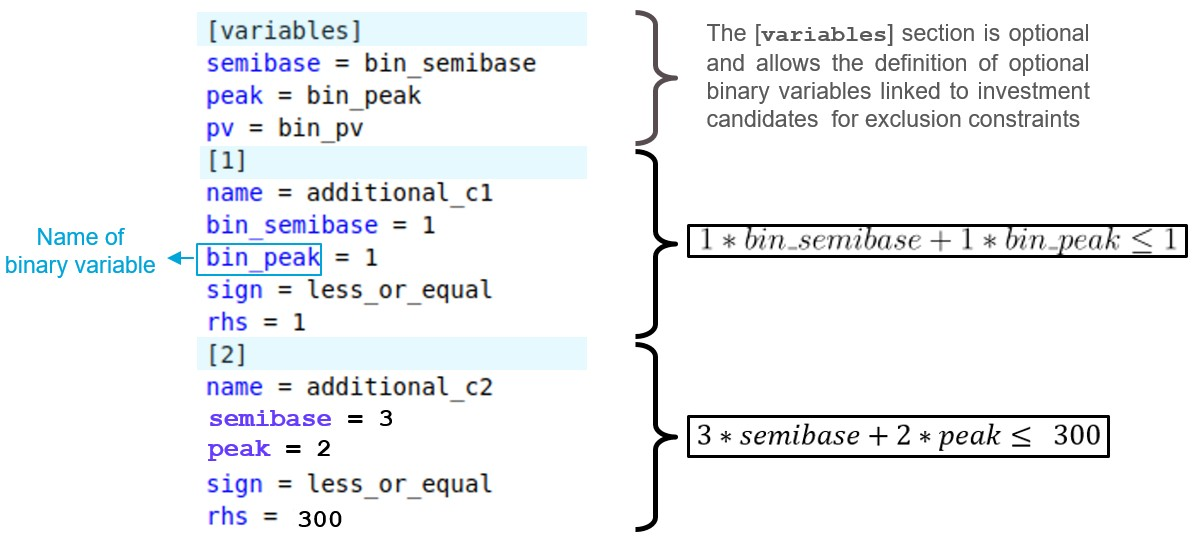 [variables]
semibase = bin_semibase
peak = bin_peak
pv = bin_pv
The [variables] section is optional
and allows the definition of optional
binary variables linked to investment
candidates for exclusion constraints
[1]
name = additional_c1
bin_semibase = 1
bin_peak = 1
sign = less_or_equal
rhs = 1
Name of
binary variable
1 * bin_semibase + 1 * bin_peak ≤ 1
[2]
name = additional_c2
semibase = 3
peak = 2
sign = less_or_equal
rhs = 300
3 * semibase + 2 * peak ≤ 300